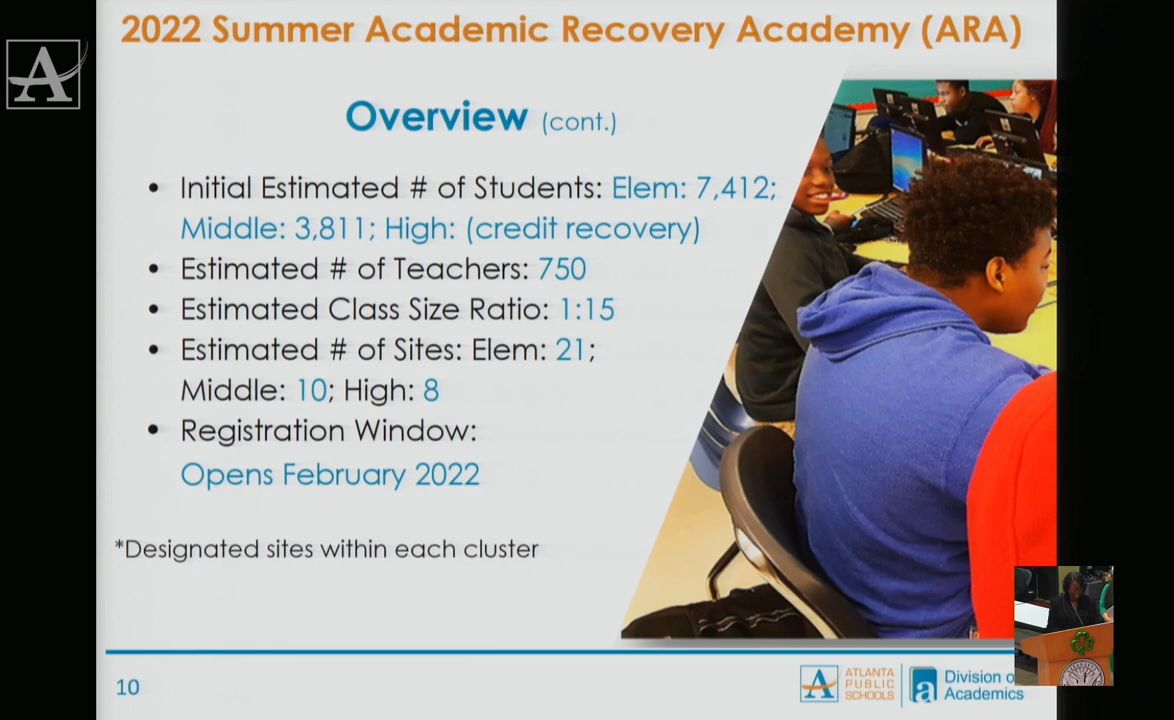 2022 Summer Academic Recovery Academy (ARA)
Overview (cont.)
• Initial Estimated # of Students: Elem: 7,412;
Middle: 3,811; High: (credit recovery)
• Estimated # of Teachers: 750
• Estimated Class Size Ratio: 1:15
• Estimated # of Sites: Elem: 21;
Middle: 10; High: 8
• Registration Window:
Opens February 2022
*Designated sites within each cluster
10
ATLANTA
PUBLIC
SCHOOLS
Division o
Academics